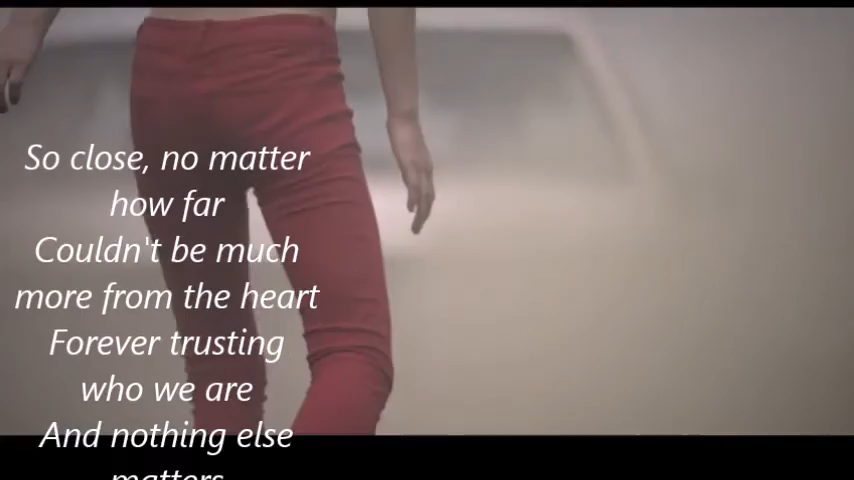 So close, no matter
how far
Couldn't be much
more from the heart
Forever trusting
who we are
And nothing else
matters